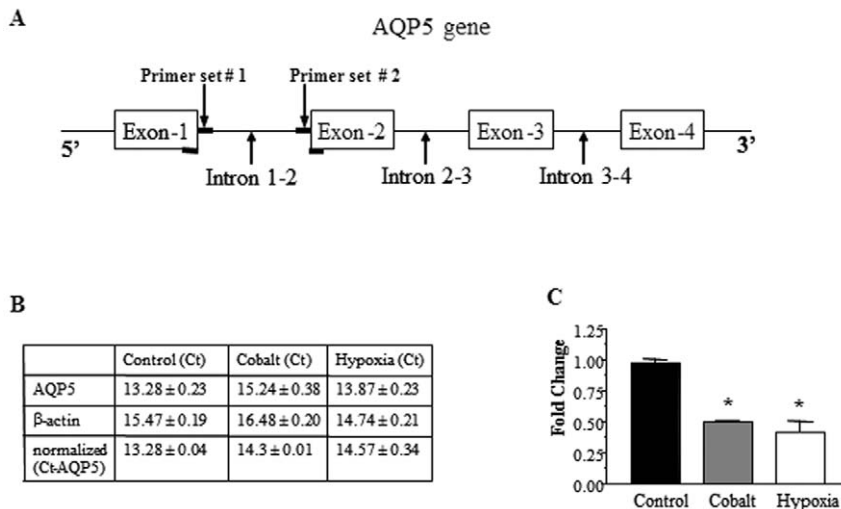 A
AQP5 gene
Primer set # 1 Primer set # 2
Exon-1 Exon-2 Exon-3 Exon-4
5' 3'
Intron 1-2 Intron 2-3 Intron 3-4
B
Control (Ct) Cobalt (Ct) Hypoxia (Ct)
AQP5 13.28 ± 0.23 15.24 ± 0.38 13.87 ± 0.23
β-actin 15.47 ± 0.19 16.48 ± 0.20 14.74 ± 0.21
normalized 13.28 ± 0.04 14.3 ± 0.01 14.57 ± 0.34
(Ct-AQP5)
C
Fold Change
1.25
1.00
0.75
0.50
0.25
0.00
* *
Control Cobalt Hypoxia